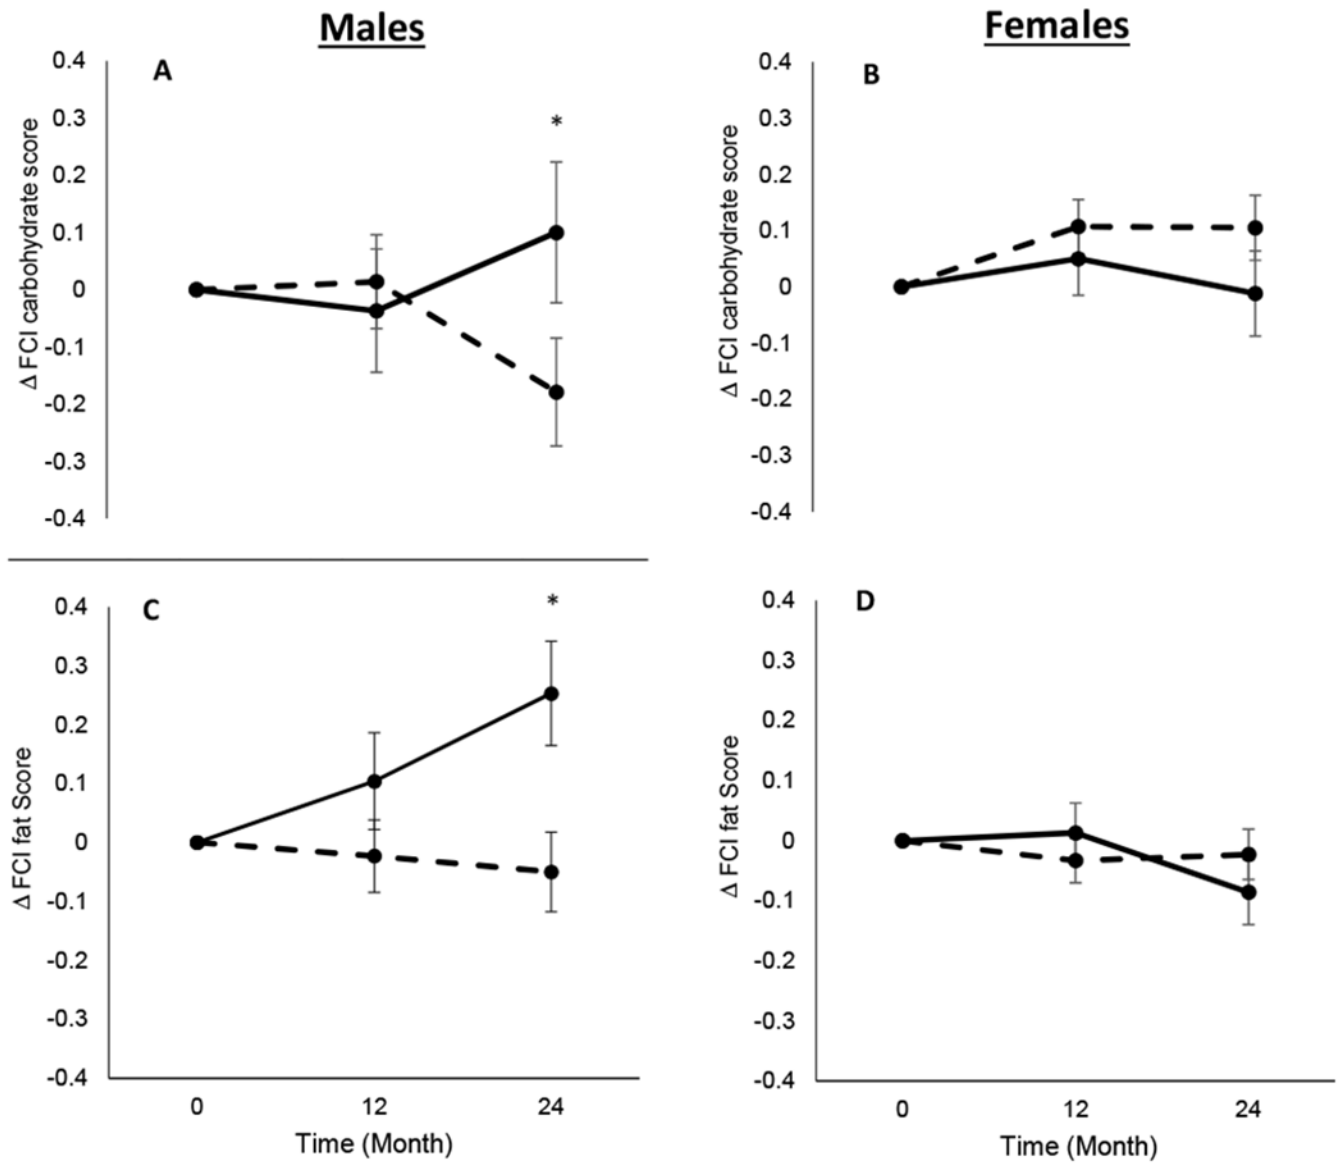 Males
Females
A
0.4
0.3
0.2
0.1
0
-0.1
-0.2
-0.3
-0.4
Δ FCI carbohydrate score
*
B
0.4
0.3
0.2
0.1
0
-0.1
-0.2
-0.3
-0.4
Δ FCI carbohydrate score
C
0.4
0.3
0.2
0.1
0
-0.1
-0.2
-0.3
-0.4
Δ FCI fat Score
*
0 12 24
Time (Month)
D
0.4
0.3
0.2
0.1
0
-0.1
-0.2
-0.3
-0.4
Δ FCI fat Score
0 12 24
Time (Month)